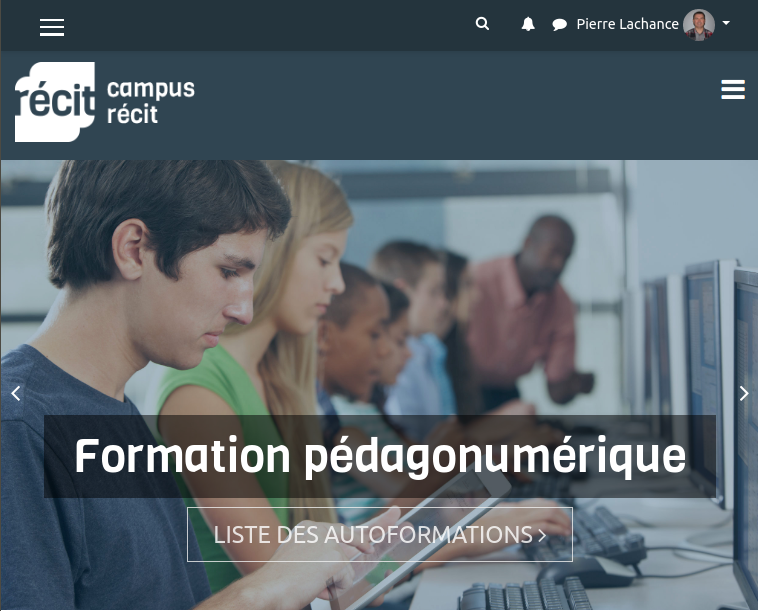 Pierre Lachance
récit
campus
récit
Formation pédagonumérique
LISTE DES AUTOFORMATIONS